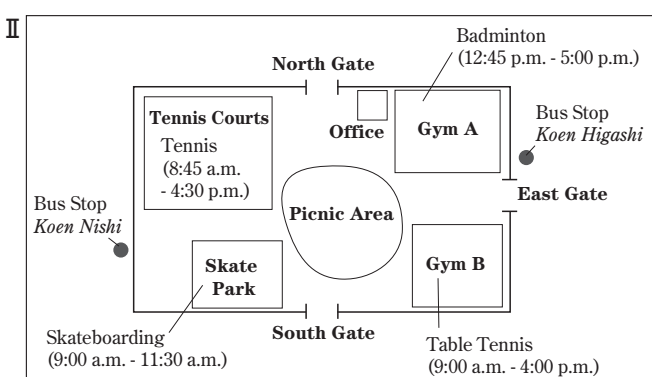 Ⅱ
Badminton
(12:45 p.m. - 5:00 p.m.)
North Gate
Tennis Courts
Tennis
(8:45 a.m.
- 4:30 p.m.)
Office
Gym A
Bus Stop
Koen Higashi
East Gate
Bus Stop
Koen Nishi
Picnic Area
Skate
Park
Gym B
South Gate
Skateboarding
(9:00 a.m. - 11:30 a.m.)
Table Tennis
(9:00 a.m. - 4:00 p.m.)